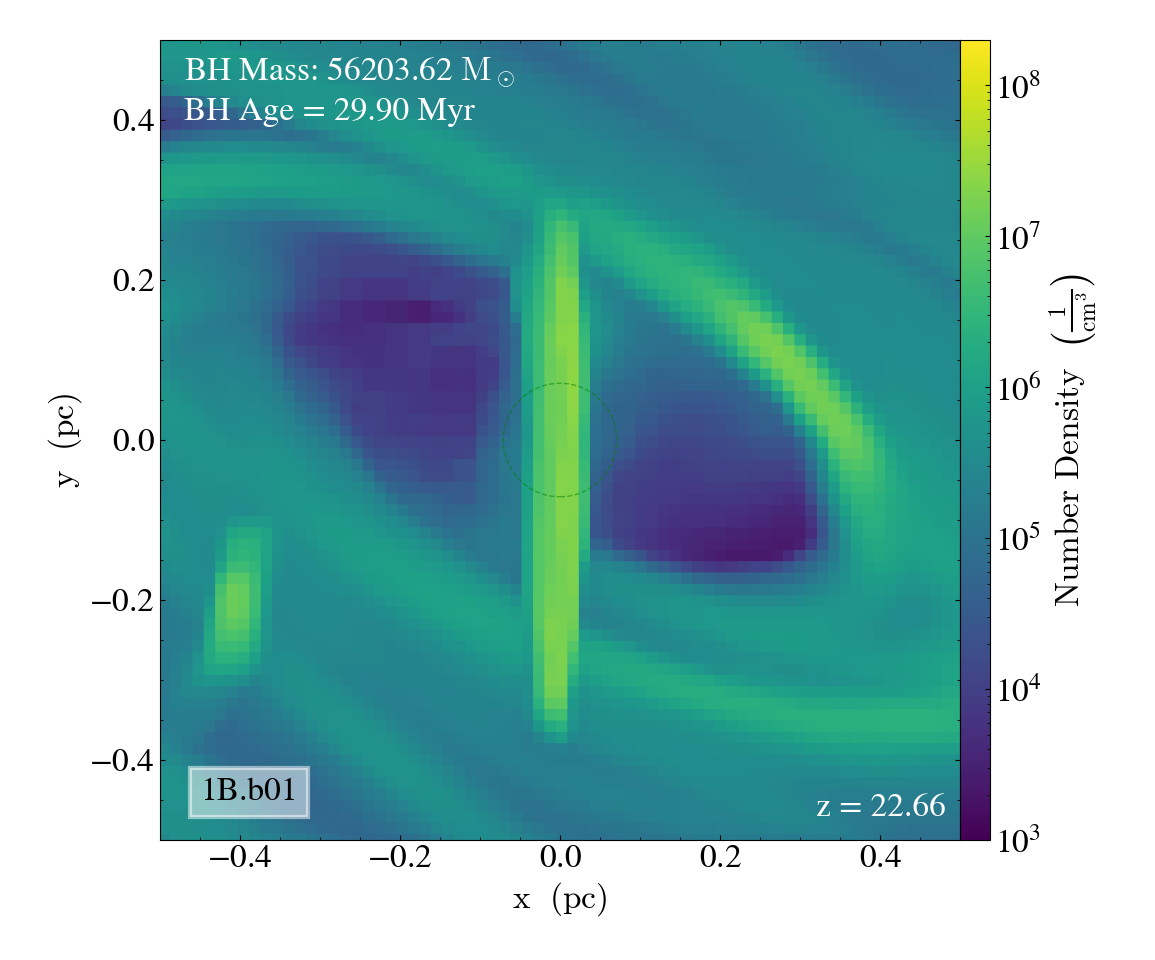 BH Mass: 56203.62 M⊙
BH Age = 29.90 Myr
1B.b01
z = 22.66
0.4
0.2
0.0
−0.2
−0.4
y (pc)
−0.4 −0.2 0.0 0.2 0.4
x (pc)
10⁸
10⁷
10⁶
10⁵
10⁴
10³
Number Density (1/cm³)